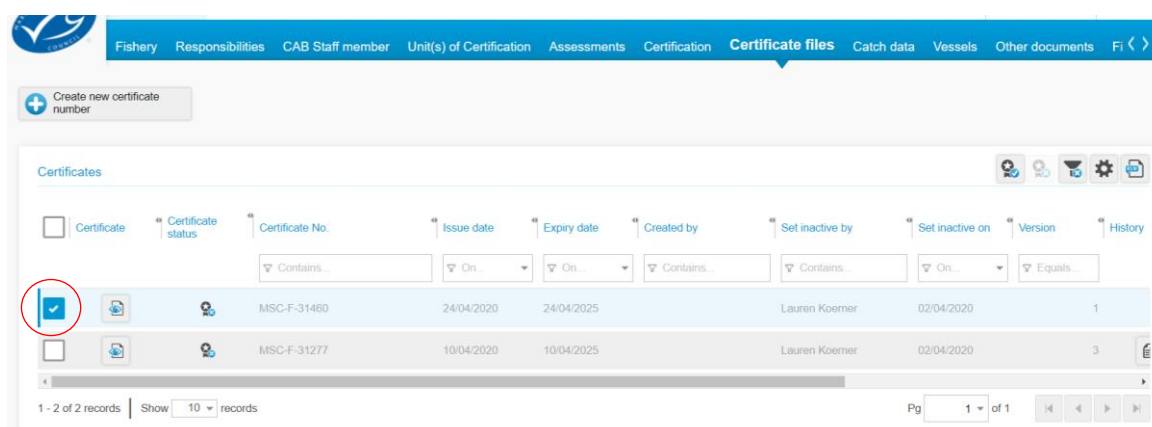 COUNCIL
Fishery Responsibilities CAB Staff member Unit(s) of Certification Assessments Certification Certificate files Catch data Vessels Other documents Fi
Create new certificate
number
Certificates
Certificate Certificate status Certificate No. Issue date Expiry date Created by Set inactive by Set inactive on Version History
Contains... On... On... Contains... Contains... On... Equals...
MSC-F-31460 24/04/2020 24/04/2025 Lauren Koerner 02/04/2020 1
MSC-F-31277 10/04/2020 10/04/2025 Lauren Koerner 02/04/2020 3
1 - 2 of 2 records Show 10 records Pg 1 of 1